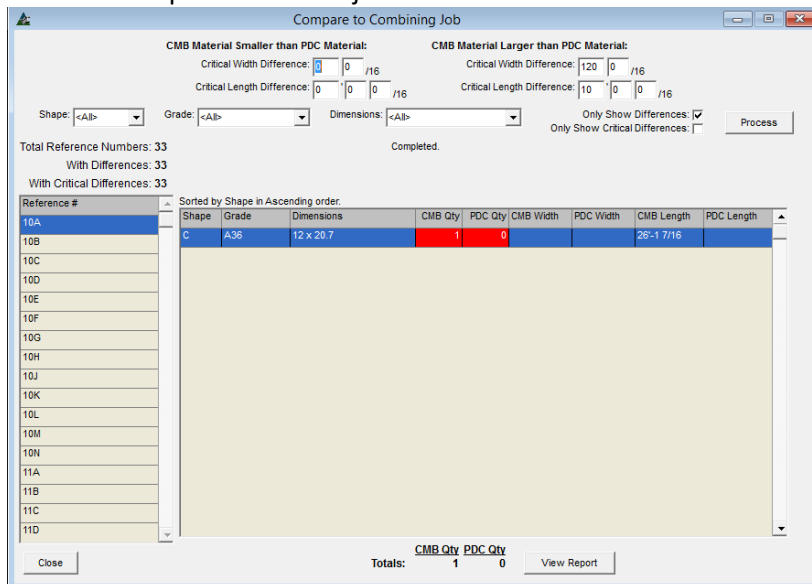 Compare to Combining Job
CMB Material Smaller than PDC Material: CMB Material Larger than PDC Material:
Critical Width Difference: 0 0 /16 Critical Width Difference: 120 0 /16
Critical Length Difference: 0 ' 0 0 /16 Critical Length Difference: 10 ' 0 0 /16
Shape: <All> Grade: <All> Dimensions: <All> Only Show Differences: Process
Only Show Critical Differences:
Total Reference Numbers: 33 Completed.
With Differences: 33
With Critical Differences: 33
Reference # Sorted by Shape in Ascending order.
Shape Grade Dimensions CMB Qty PDC Qty CMB Width PDC Width CMB Length PDC Length
10A
C A36 12 x 20.7 1 0 26'-1 7/16
10B
10C
10D
10E
10F
10G
10H
10J
10K
10L
10M
10N
11A
11B
11C
11D
CMB Qty PDC Qty
Close Totals: 1 0 View Report